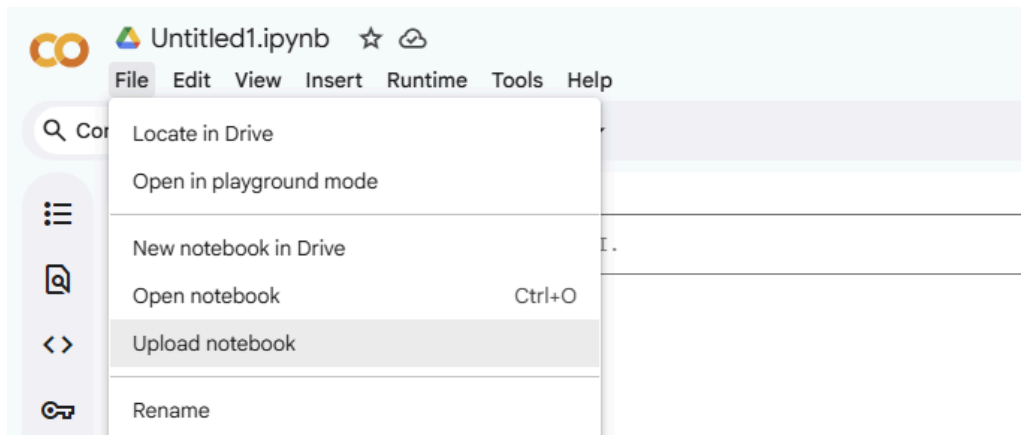 Untitled1.ipynb
File Edit View Insert Runtime Tools Help
Locate in Drive
Open in playground mode
New notebook in Drive
I.
Open notebook Ctrl+O
Upload notebook
Rename